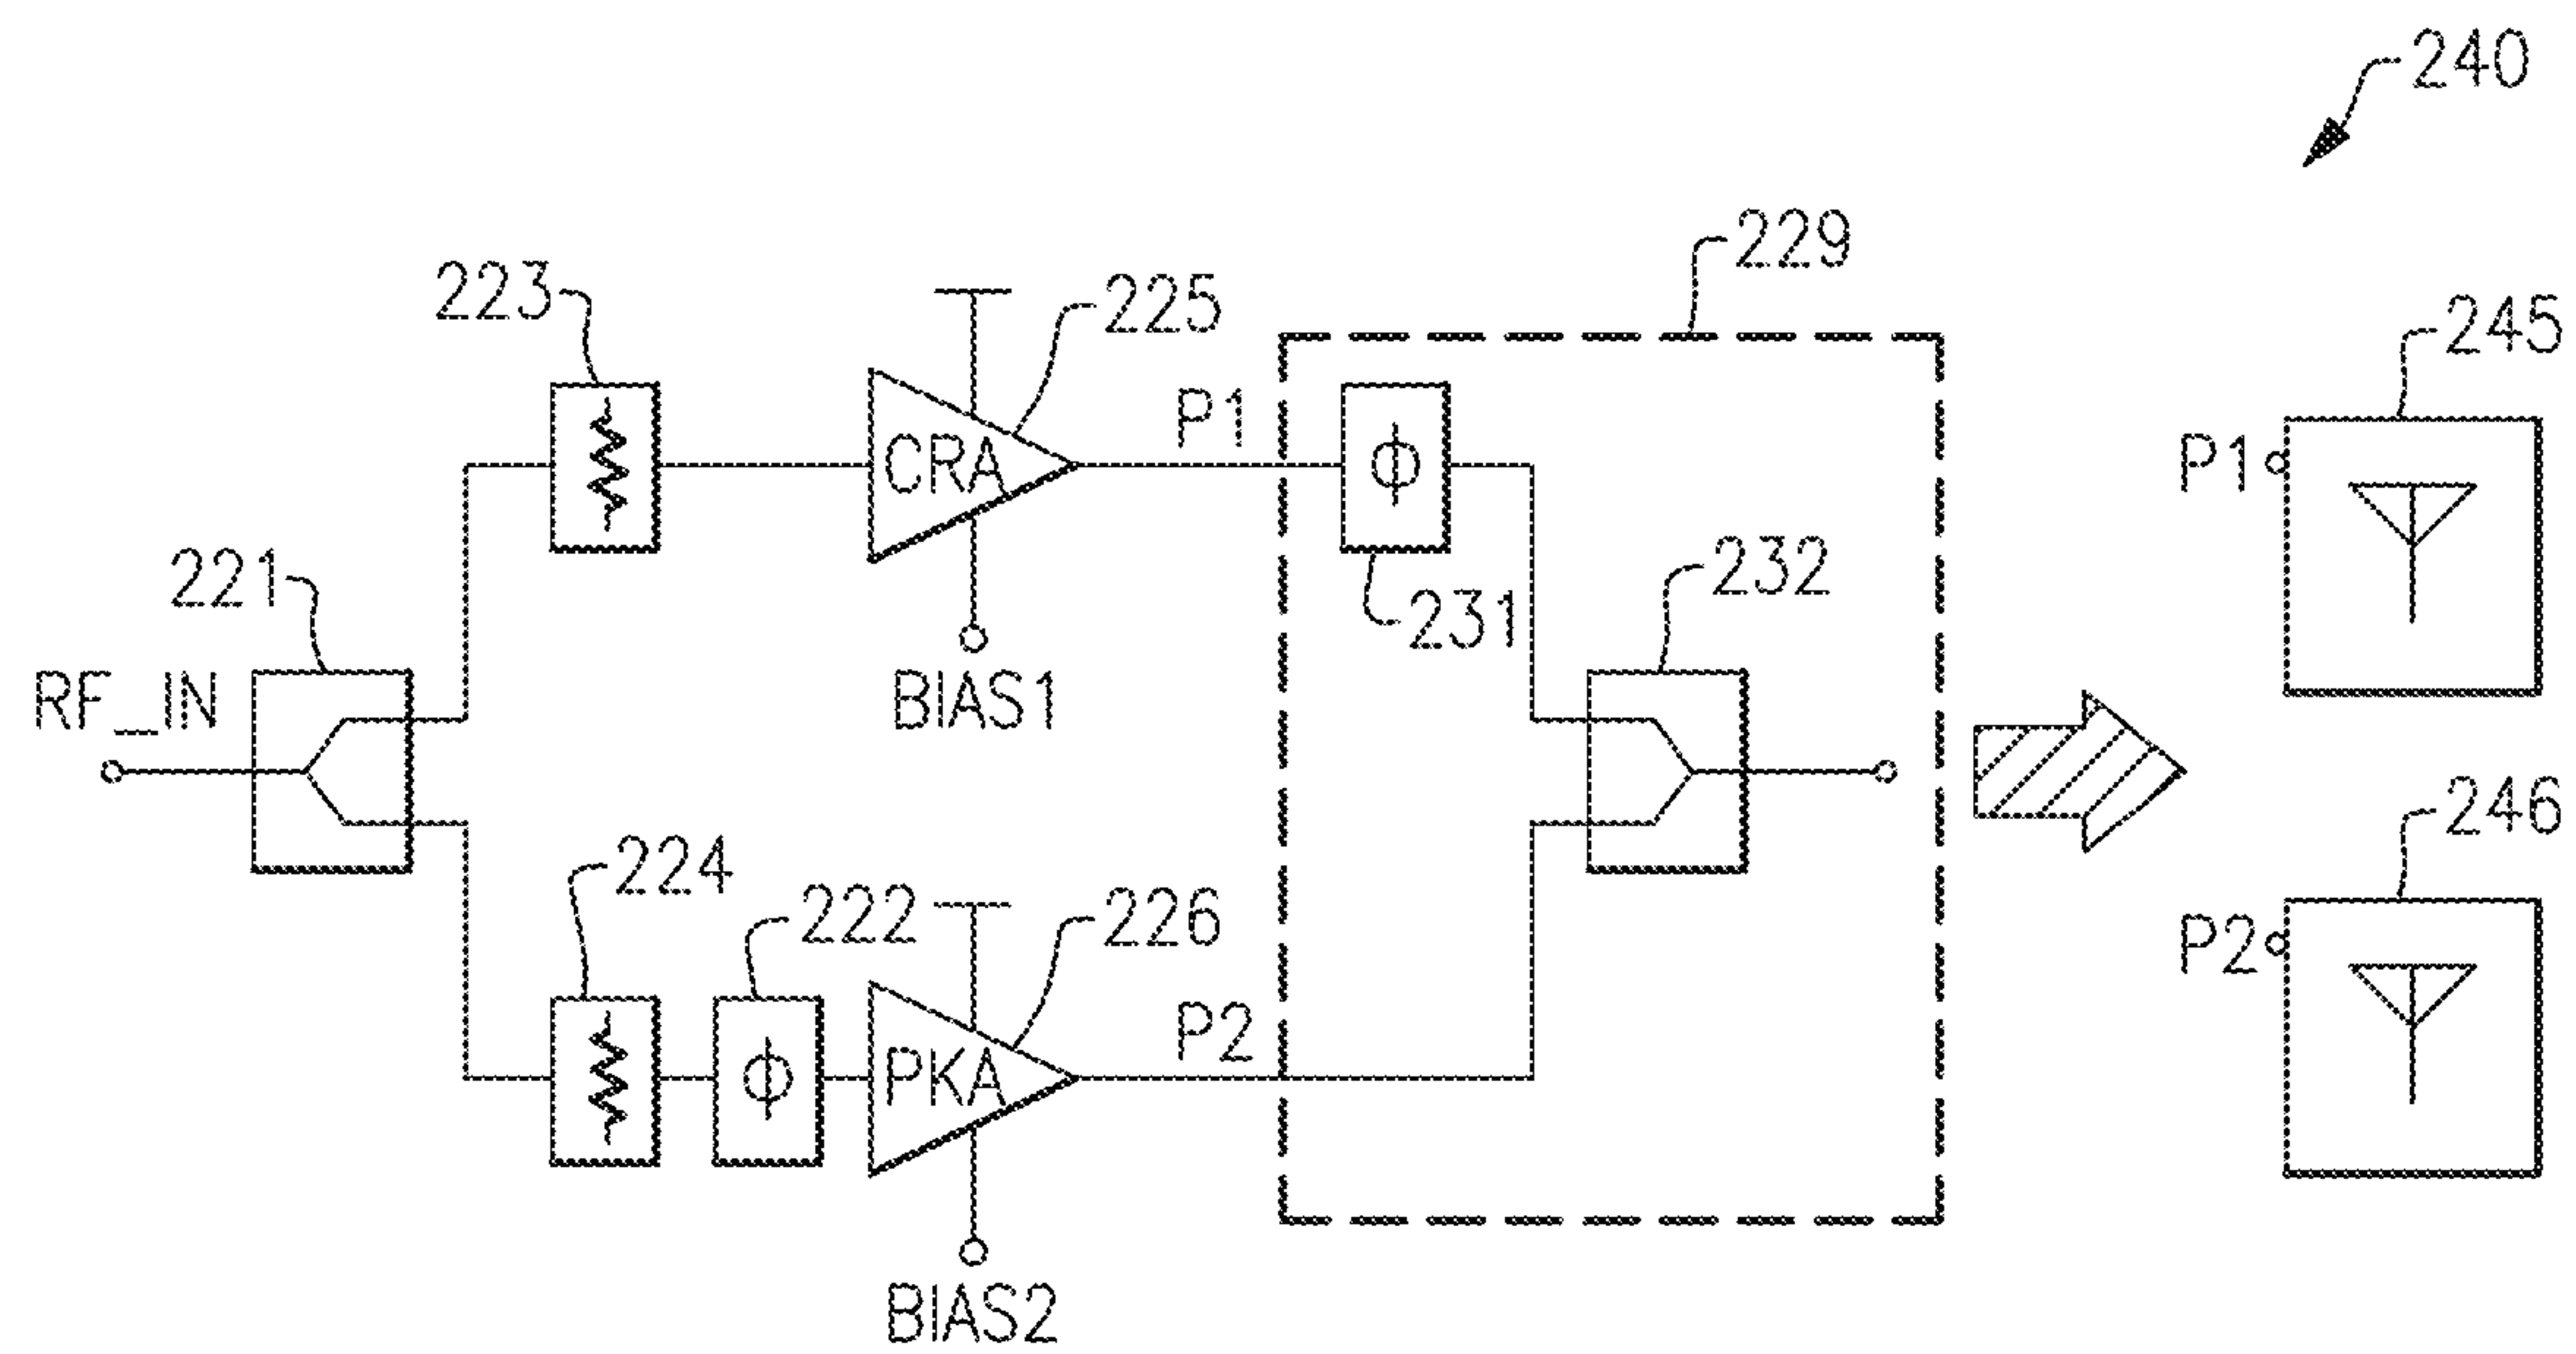 240
229
223
225
245
P1
P1
CRA
Φ
221
232
231
RF_IN
BIAS1
246
224
222
226
P2
P2
PKA
Φ
BIAS2